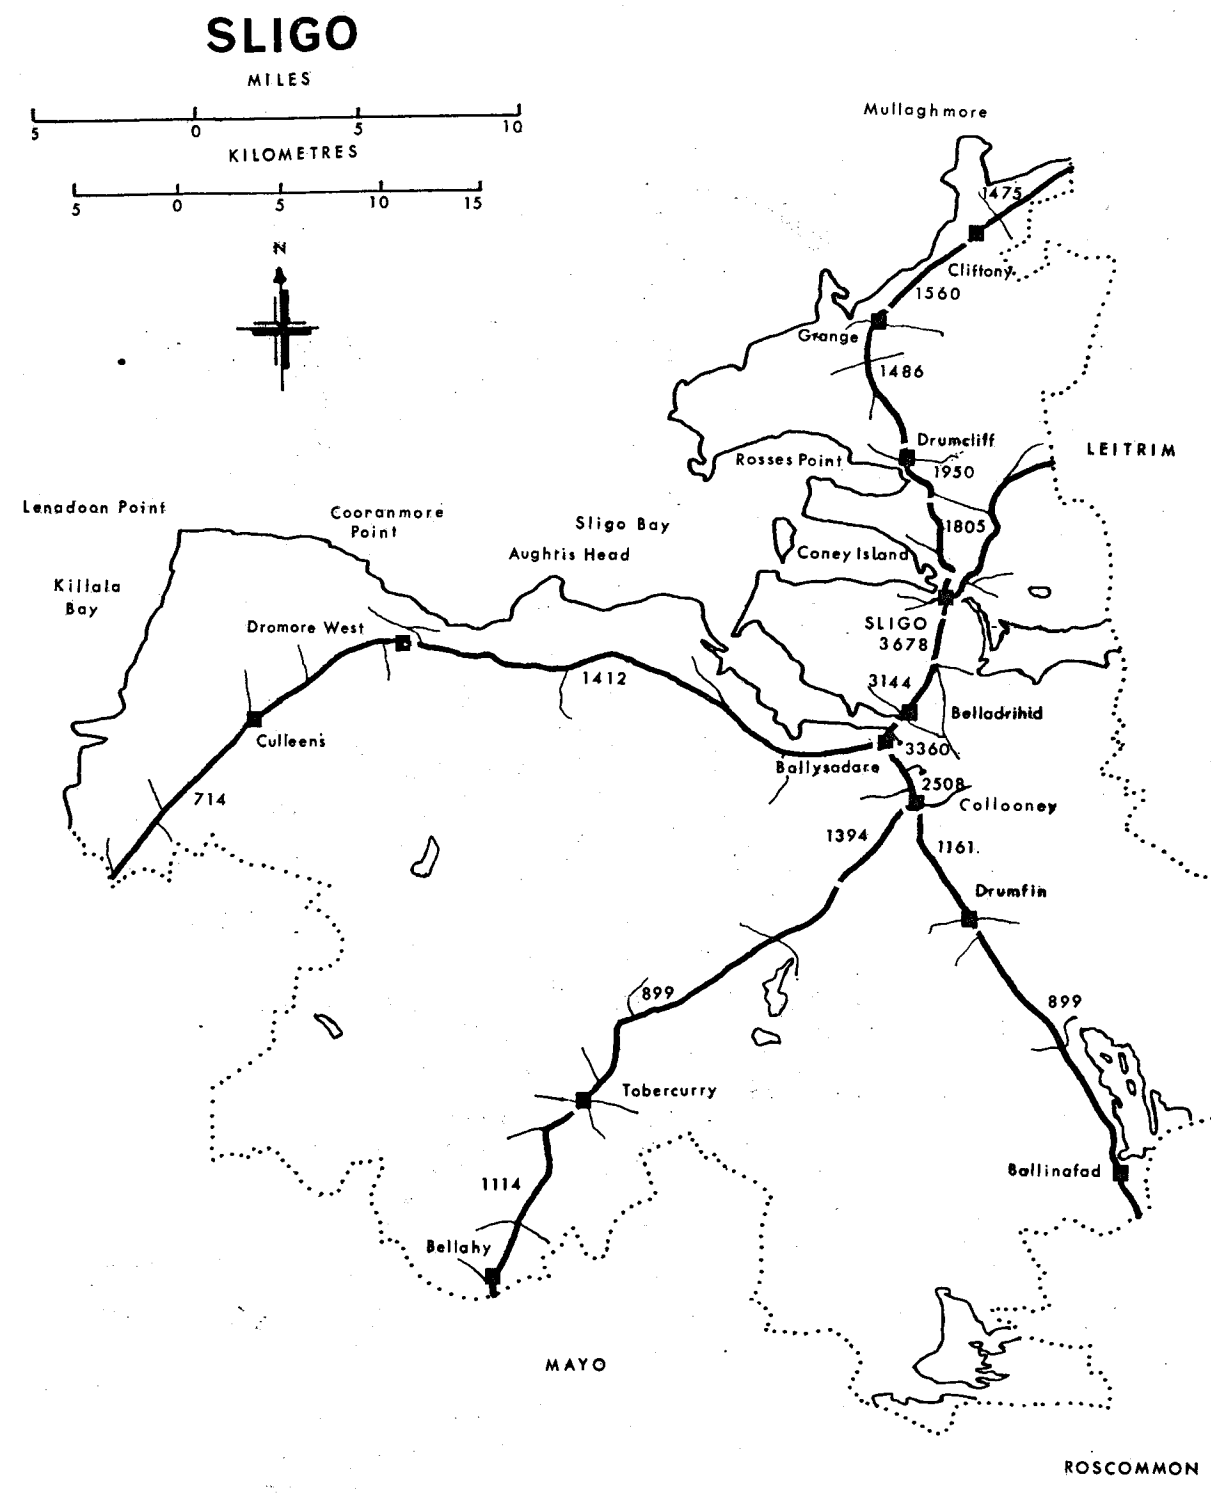 SLIGO
MILES
5 0 5 10
KILOMETRES
5 0 5 10 15
N
Mullaghmore
1475
Cliftony
1560
Grange
1486
Drumcliff
LEITRIM
Rosses Point
1950
Lenadoon Point
Cooranmore
Point
Sligo Bay
1805
Aughris Head
Coney Island
Killala
Bay
Dromore West
SLIGO
3678
1412
3144
Belladrihid
Culleens
3360
Ballysadare
2508
714
Collooney
1394
1161
Drumfin
899
899
Tobercurry
Ballinafad
1114
Bellahy
MAYO
ROSCOMMON